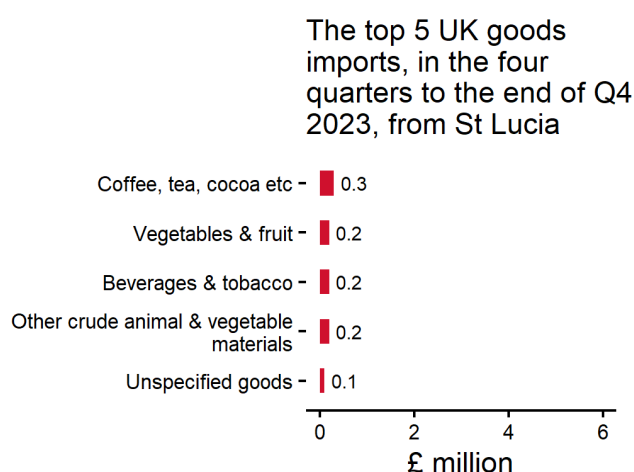 The top 5 UK goods
imports, in the four
quarters to the end of Q4
2023, from St Lucia
Coffee, tea, cocoa etc
0.3
Vegetables & fruit
0.2
Beverages & tobacco
0.2
Other crude animal & vegetable
materials
0.2
Unspecified goods
0.1
0 2 4 6
£ million